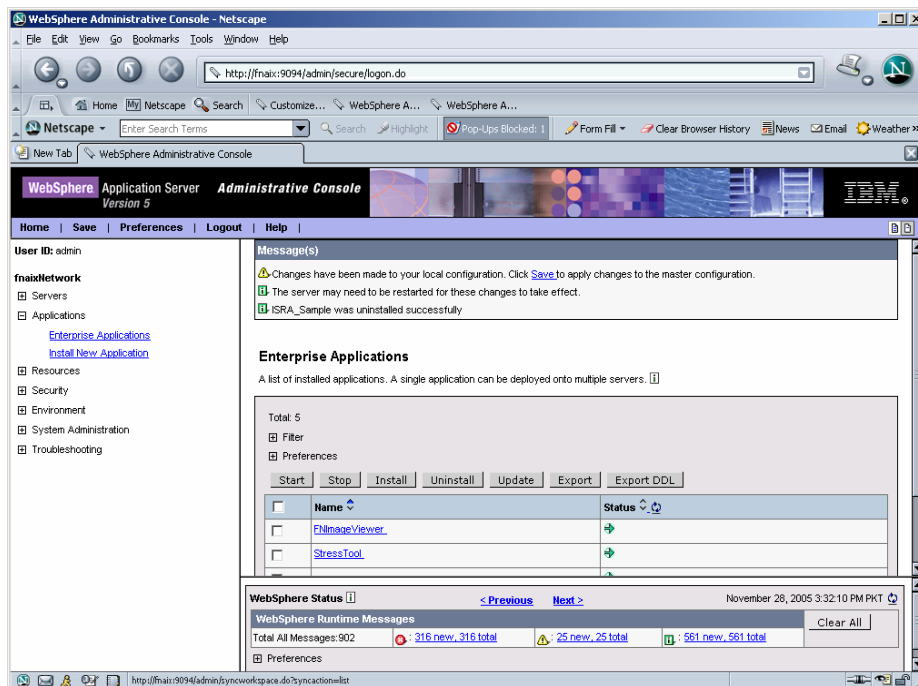 WebSphere Administrative Console - Netscape
File Edit View Go Bookmarks Tools Window Help
http://fnaix:9094/admin/secure/logon.do
N
Home My Netscape Search Customize... WebSphere A... WebSphere A...
Netscape Enter Search Terms Search Highlight Pop-Ups Blocked: 1 Form Fill Clear Browser History News Email Weather
New Tab WebSphere Administrative Console
WebSphere Application Server Administrative Console
Version 5
IBM
Home | Save | Preferences | Logout | Help |
User ID: admin
fnaixNetwork
Servers
Applications
Enterprise Applications
Install New Application
Resources
Security
Environment
System Administration
Troubleshooting
Message(s)
Changes have been made to your local configuration. Click Save to apply changes to the master configuration.
The server may need to be restarted for these changes to take effect.
ISRA_Sample was uninstalled successfully
Enterprise Applications
A list of installed applications. A single application can be deployed onto multiple servers.
Total: 5
Filter
Preferences
Start Stop Install Uninstall Update Export Export DDL
Name Status
FNImageViewer
StressTool
WebSphere Status < Previous Next > November 28, 2005 3:32:10 PM PKT
WebSphere Runtime Messages
Clear All
Total All Messages:902 : 316 new, 316 total : 25 new, 25 total : 561 new, 561 total
Preferences
http://fnaix:9094/admin/syncworkspace.do?syncaction=list